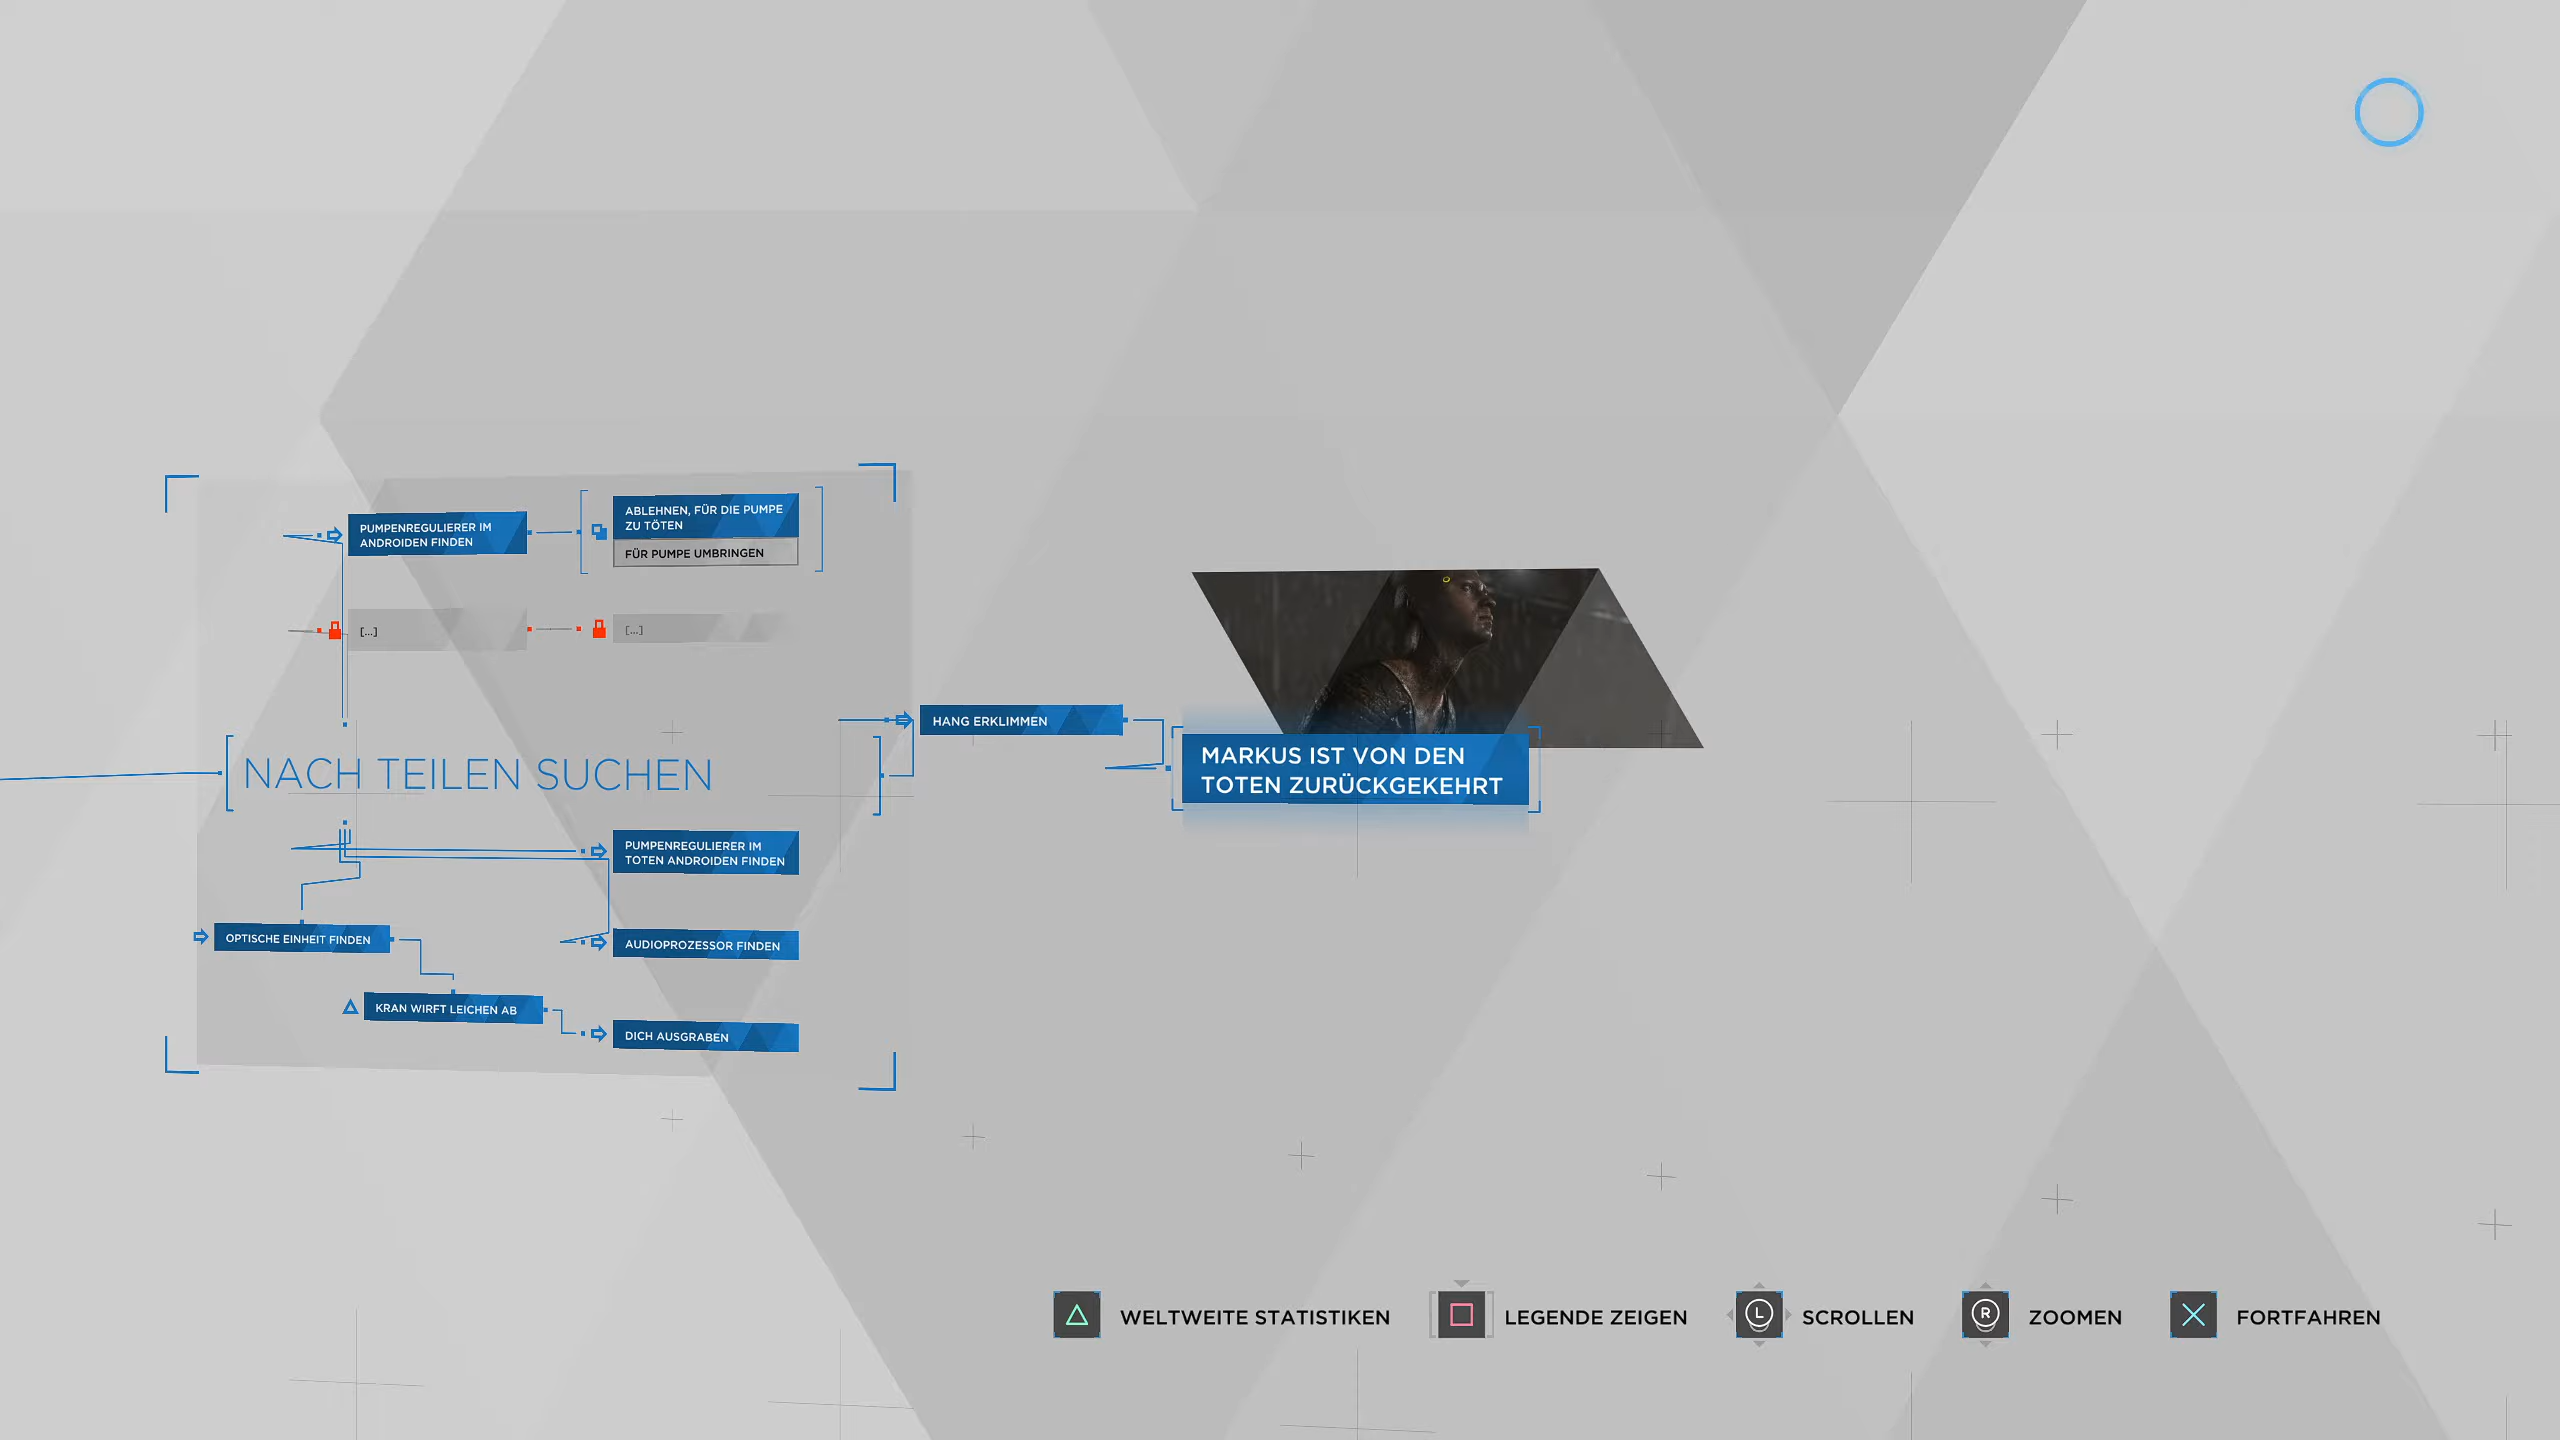 PUMPENREGULIERER IM
ANDROIDEN FINDEN
ABLEHNEN, FÜR DIE PUMPE
ZU TÖTEN
FÜR PUMPE UMBRINGEN
[...]
[...]
HANG ERKLIMMEN
MARKUS IST VON DEN
TOTEN ZURÜCKGEKEHRT
NACH TEILEN SUCHEN
PUMPENREGULIERER IM
TOTEN ANDROIDEN FINDEN
OPTISCHE EINHEIT FINDEN
AUDIOPROZESSOR FINDEN
KRAN WIRFT LEICHEN AB
DICH AUSGRABEN
WELTWEITE STATISTIKEN
LEGENDE ZEIGEN
L SCROLLEN
R ZOOMEN
FORTFAHREN